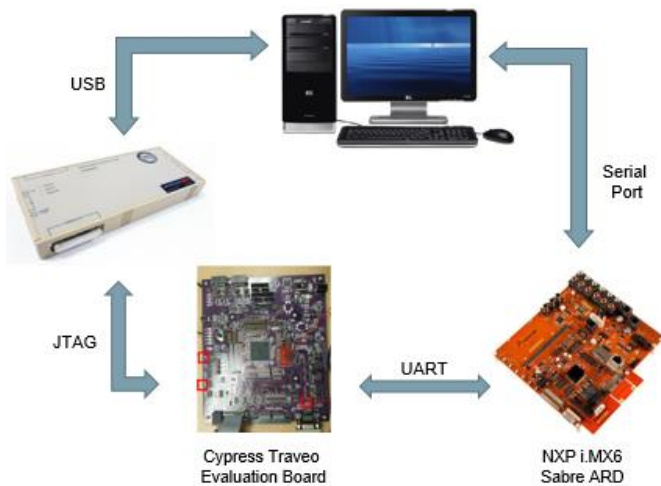 USB
Serial
Port
JTAG
UART
Cypress Traveo
Evaluation Board
NXP i.MX6
Sabre ARD